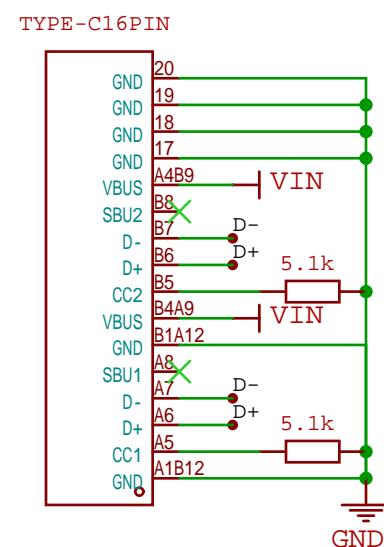 TYPE-C16PIN
GND 20
GND 19
GND 18
GND 17
VBUS A4B9 VIN
SBU2 B8
D- B7 D-
D+ B6 D+
CC2 B5 5.1k
VBUS B4A9 VIN
GND B1A12
SBU1 A8
D- A7 D-
D+ A6 D+
CC1 A5 5.1k
GND A1B12
GND